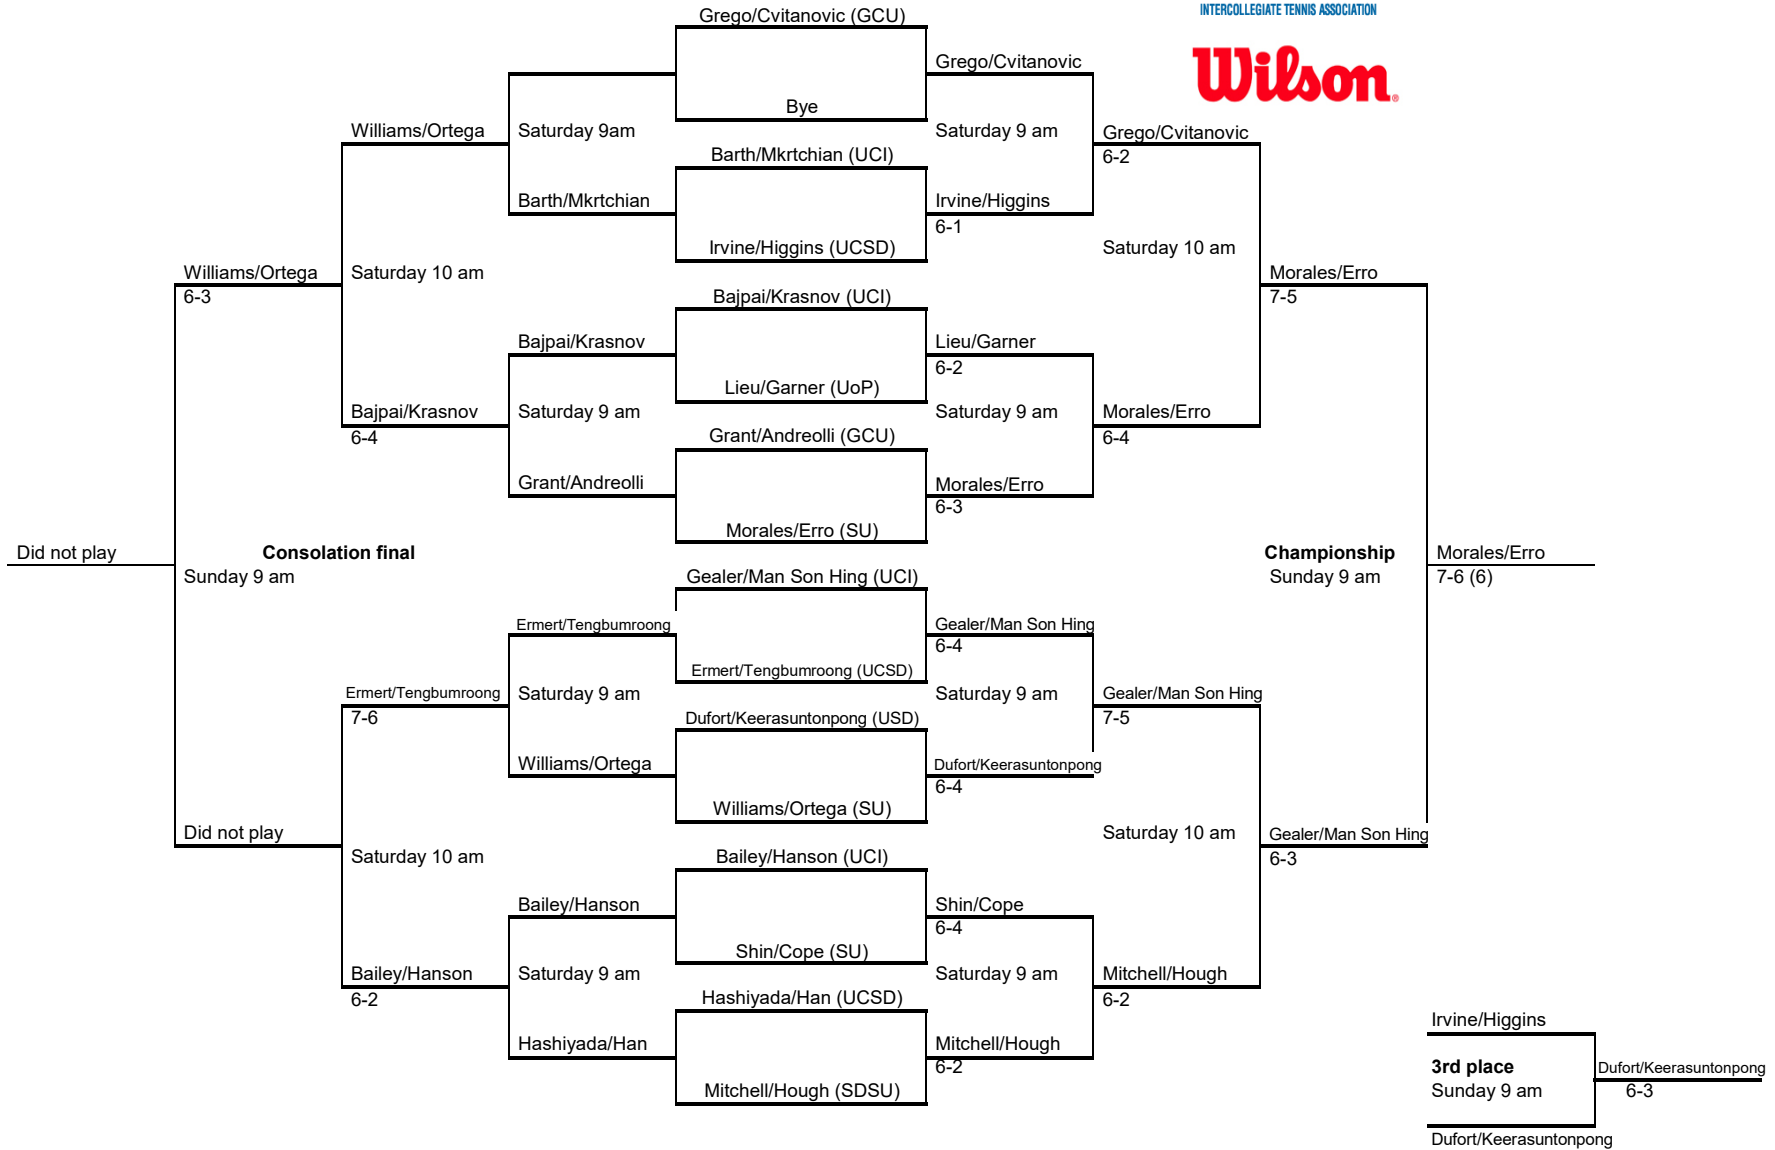 INTERCOLLEGIATE TENNIS ASSOCIATION
Wilson®
Grego/Cvitanovic (GCU)
Grego/Cvitanovic
Bye
Williams/Ortega
Saturday 9am
Saturday 9 am
Grego/Cvitanovic
6-2
Barth/Mkrtchian (UCI)
Barth/Mkrtchian
Irvine/Higgins
6-1
Irvine/Higgins (UCSD)
Saturday 10 am
Williams/Ortega
6-3
Saturday 10 am
Morales/Erro
7-5
Bajpai/Krasnov (UCI)
Bajpai/Krasnov
Lieu/Garner
6-2
Lieu/Garner (UoP)
Bajpai/Krasnov
6-4
Saturday 9 am
Saturday 9 am
Morales/Erro
6-4
Grant/Andreolli (GCU)
Grant/Andreolli
Morales/Erro
6-3
Morales/Erro (SU)
Did not play
Consolation final
Sunday 9 am
Championship
Sunday 9 am
Morales/Erro
7-6 (6)
Gealer/Man Son Hing (UCI)
Ermert/Tengbumroong
Gealer/Man Son Hing
6-4
Ermert/Tengbumroong (UCSD)
Ermert/Tengbumroong
7-6
Saturday 9 am
Saturday 9 am
Gealer/Man Son Hing
7-5
Dufort/Keerasuntonpong (USD)
Williams/Ortega
Dufort/Keerasuntonpong
6-4
Williams/Ortega (SU)
Did not play
Saturday 10 am
Saturday 10 am
Gealer/Man Son Hing
6-3
Bailey/Hanson (UCI)
Bailey/Hanson
Shin/Cope
6-4
Shin/Cope (SU)
Bailey/Hanson
6-2
Saturday 9 am
Saturday 9 am
Mitchell/Hough
6-2
Hashiyada/Han (UCSD)
Hashiyada/Han
Mitchell/Hough
6-2
Mitchell/Hough (SDSU)
Irvine/Higgins
3rd place
Sunday 9 am
Dufort/Keerasuntonpong
6-3
Dufort/Keerasuntonpong